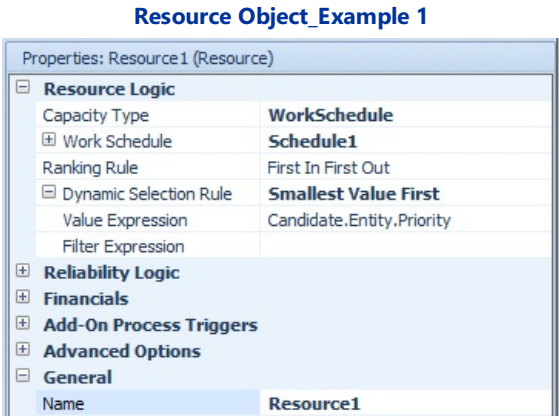 Resource Object_Example 1
Properties: Resource1 (Resource)
Resource Logic
Capacity Type WorkSchedule
Work Schedule Schedule1
Ranking Rule First In First Out
Dynamic Selection Rule Smallest Value First
Value Expression Candidate.Entity.Priority
Filter Expression
Reliability Logic
Financials
Add-On Process Triggers
Advanced Options
General
Name Resource1